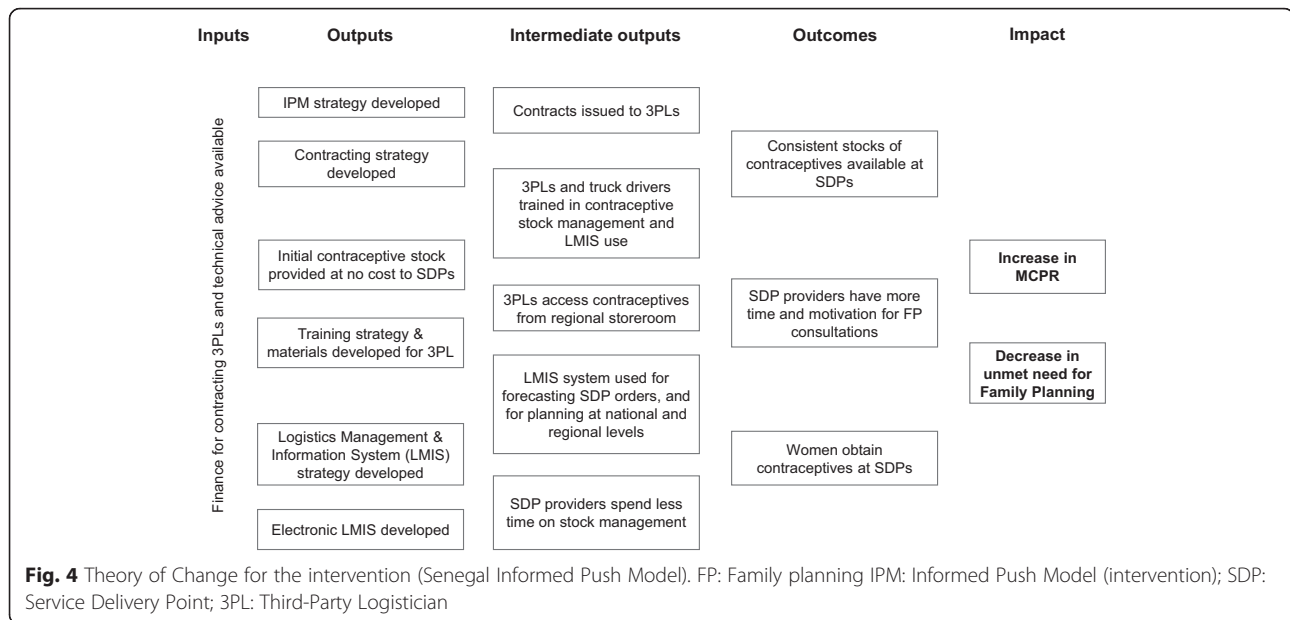 Inputs
Outputs
Intermediate outputs
Outcomes
Impact
Finance for contracting 3PLs and technical advice available
IPM strategy developed
Contracting strategy
developed
Initial contraceptive stock
provided at no cost to SDPs
Training strategy &
materials developed for 3PL
Logistics Management &
Information System (LMIS)
strategy developed
Electronic LMIS developed
Contracts issued to 3PLs
3PLs and truck drivers
trained in contraceptive
stock management and
LMIS use
3PLs access contraceptives
from regional storeroom
LMIS system used for
forecasting SDP orders, and
for planning at national and
regional levels
SDP providers spend less
time on stock management
Consistent stocks of
contraceptives available at
SDPs
SDP providers have more
time and motivation for FP
consultations
Women obtain
contraceptives at SDPs
Increase in
MCPR
Decrease in
unmet need for
Family Planning
Fig. 4 Theory of Change for the intervention (Senegal Informed Push Model). FP: Family planning IPM: Informed Push Model (intervention); SDP:
Service Delivery Point; 3PL: Third-Party Logistician